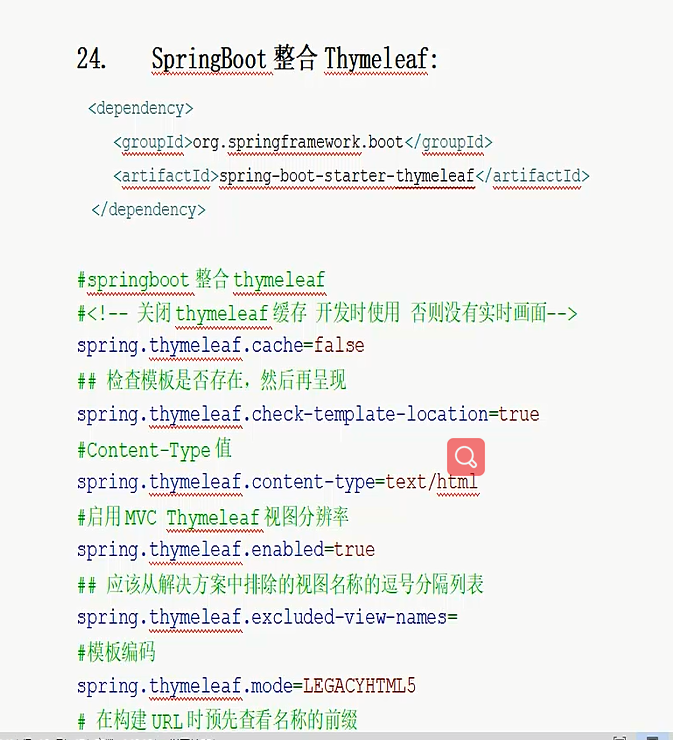 24. SpringBoot 整合 Thymeleaf:
<dependency>
<groupId>org.springframework.boot</groupId>
<artifactId>spring-boot-starter-thymeleaf</artifactId>
</dependency>
#springboot 整合 thymeleaf
#<!-- 关闭 thymeleaf 缓存 开发时使用 否则没有实时画面-->
spring.thymeleaf.cache=false
## 检查模板是否存在，然后再呈现
spring.thymeleaf.check-template-location=true
#Content-Type 值
spring.thymeleaf.content-type=text/html
#启用 MVC Thymeleaf 视图分辨率
spring.thymeleaf.enabled=true
## 应该从解决方案中排除的视图名称的逗号分隔列表
spring.thymeleaf.excluded-view-names=
#模板编码
spring.thymeleaf.mode=LEGACYHTML5
# 在构建 URL 时预先查看名称的前缀